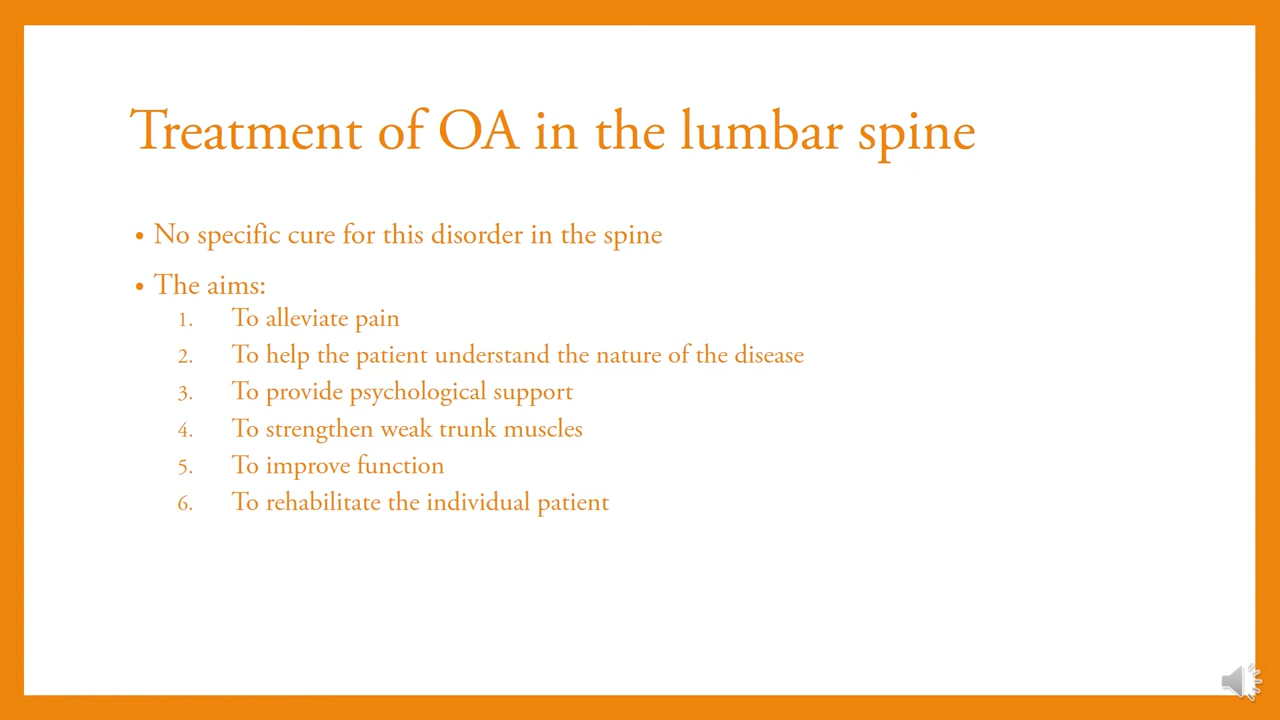 Treatment of OA in the lumbar spine
• No specific cure for this disorder in the spine
• The aims:
1. To alleviate pain
2. To help the patient understand the nature of the disease
3. To provide psychological support
4. To strengthen weak trunk muscles
5. To improve function
6. To rehabilitate the individual patient